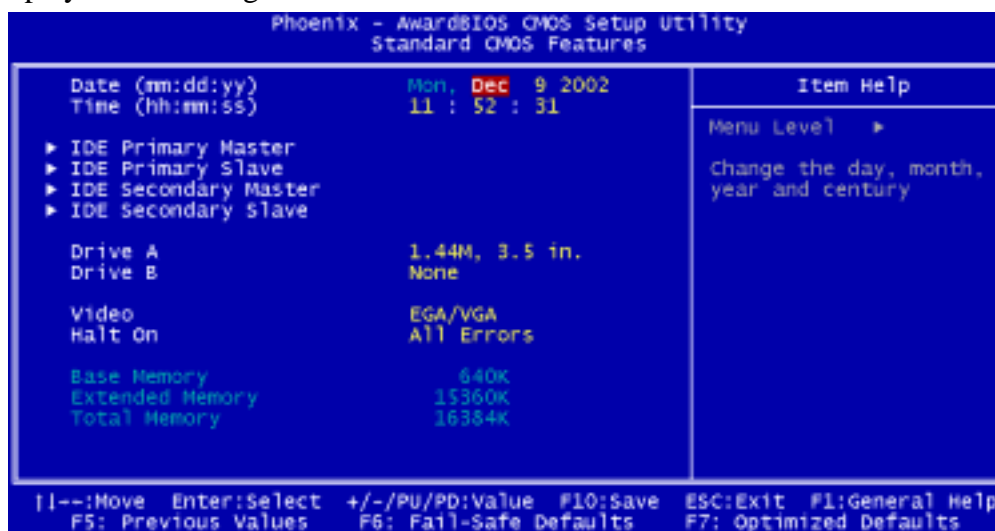 Phoenix - AwardBIOS CMOS Setup Utility
Standard CMOS Features
Date (mm:dd:yy) Mon, Dec 9 2002
Time (hh:mm:ss) 11 : 52 : 31
► IDE Primary Master
► IDE Primary Slave
► IDE Secondary Master
► IDE Secondary Slave
Drive A 1.44M, 3.5 in.
Drive B None
Video EGA/VGA
Halt On All Errors
Base Memory 640K
Extended Memory 15360K
Total Memory 16384K
Item Help
Menu Level ►
Change the day, month,
year and century
↑↓--:Move Enter:Select +/-/PU/PD:Value F10:Save ESC:Exit F1:General Help
F5: Previous Values F6: Fail-Safe Defaults F7: Optimized Defaults